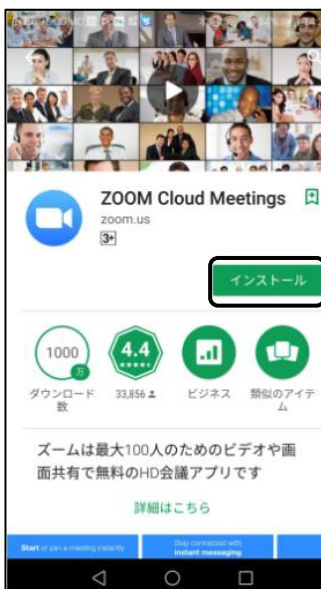 ZOOM Cloud Meetings
zoom.us
3+
インストール
1000
万
4.4
ダウンロード
数
33,856
ビジネス
類似のアイテ
ム
ズームは最大100人のためのビデオや画
面共有で無料のHD会議アプリです
詳細はこちら
Start or join a meeting instantly
Stay connected with
instant messaging